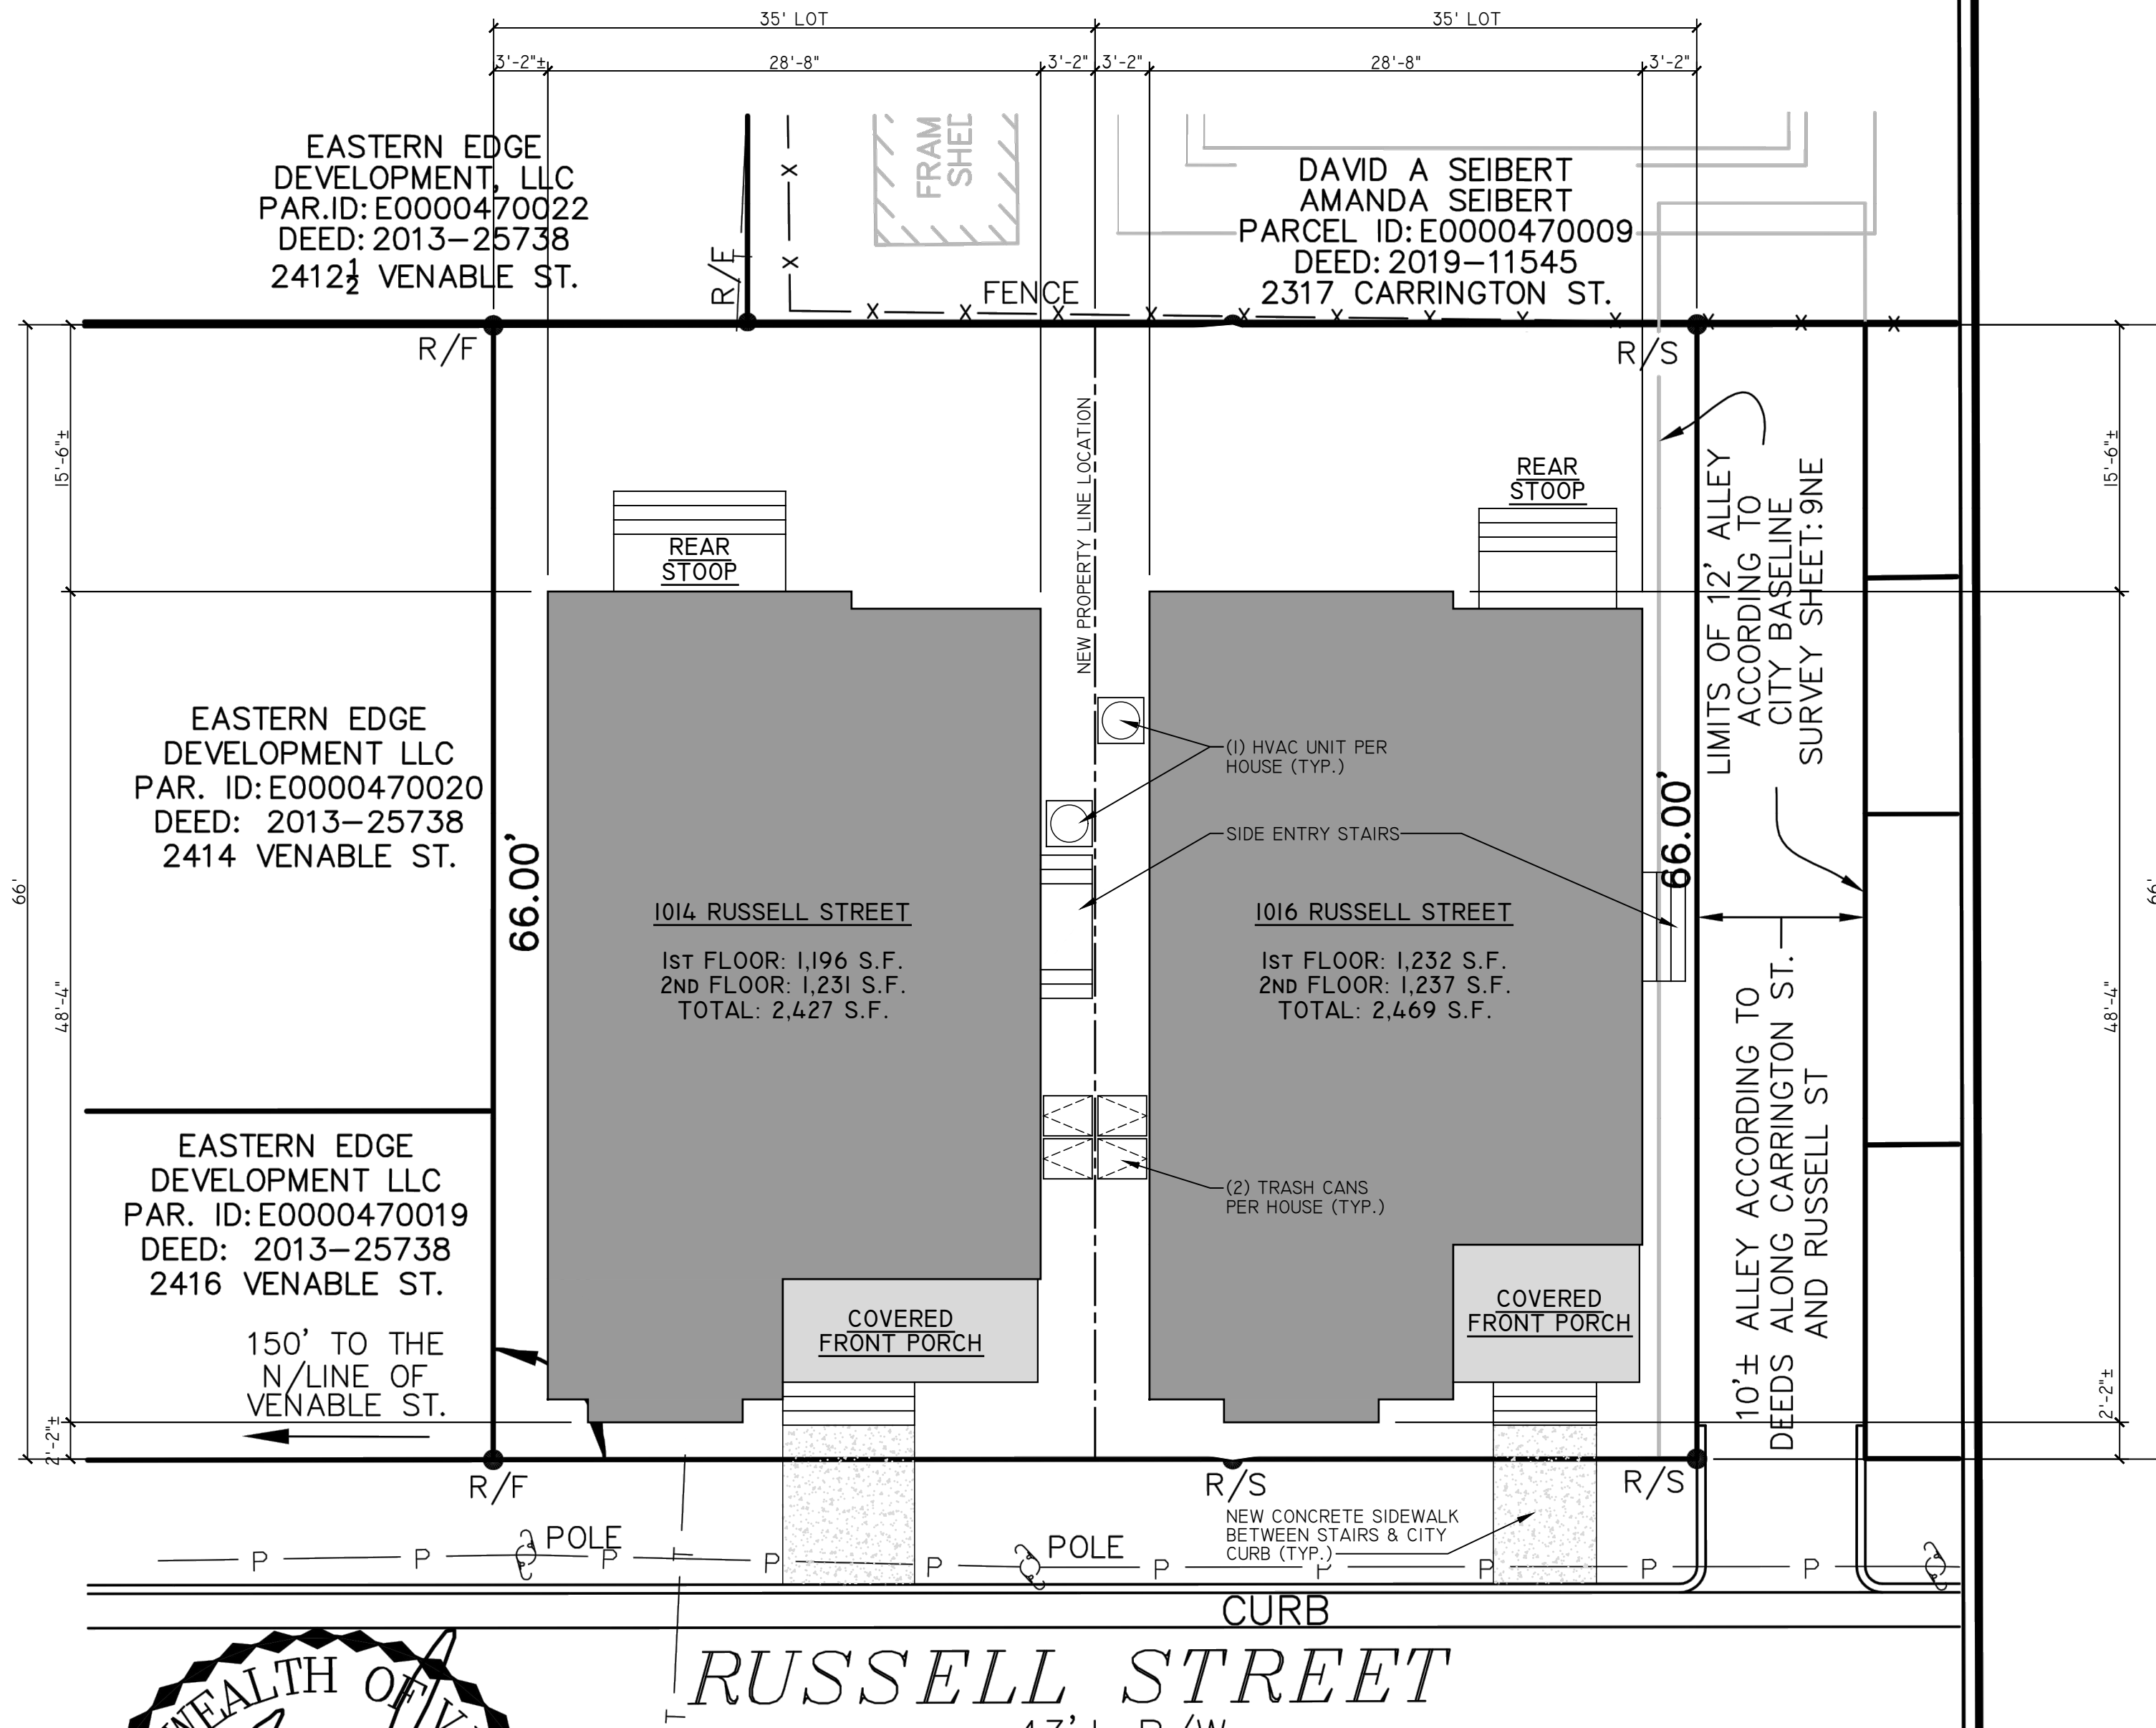 35' LOT
35' LOT
3'-2"±
28'-8"
3'-2"
3'-2"
28'-8"
3'-2"
EASTERN EDGE
DEVELOPMENT, LLC
PAR.ID: E0000470022
DEED: 2013-25738
2412½ VENABLE ST.
R/F
FRAM
SHED
FENCE
DAVID A SEIBERT
AMANDA SEIBERT
PARCEL ID: E0000470009
DEED: 2019-11545
2317 CARRINGTON ST.
X
X
X X X X X X X X X X X X
R/F
R/S
15'-6"±
15'-6"±
NEW PROPERTY LINE LOCATION
REAR
STOOP
REAR
STOOP
LIMITS OF 12' ALLEY
ACCORDING TO
CITY BASELINE
SURVEY SHEET: 9NE
EASTERN EDGE
DEVELOPMENT LLC
PAR. ID: E0000470020
DEED: 2013-25738
2414 VENABLE ST.
(1) HVAC UNIT PER
HOUSE (TYP.)
SIDE ENTRY STAIRS
66'
66.00'
66.00'
66'
1014 RUSSELL STREET
1ST FLOOR: 1,196 S.F.
2ND FLOOR: 1,231 S.F.
TOTAL: 2,427 S.F.
1016 RUSSELL STREET
1ST FLOOR: 1,232 S.F.
2ND FLOOR: 1,237 S.F.
TOTAL: 2,469 S.F.
48'-4"
48'-4"
10'± ALLEY ACCORDING TO
DEEDS ALONG CARRINGTON ST.
AND RUSSELL ST
EASTERN EDGE
DEVELOPMENT LLC
PAR. ID: E0000470019
DEED: 2013-25738
2416 VENABLE ST.
(2) TRASH CANS
PER HOUSE (TYP.)
COVERED
FRONT PORCH
COVERED
FRONT PORCH
150' TO THE
N/LINE OF
VENABLE ST.
2'-2"±
2'-2"±
R/F
R/S
R/S
NEW CONCRETE SIDEWALK
BETWEEN STAIRS & CITY
CURB (TYP.)
POLE
POLE
P P P P P P P P P P
T
T
T
CURB
RUSSELL STREET
WEALTH OF V